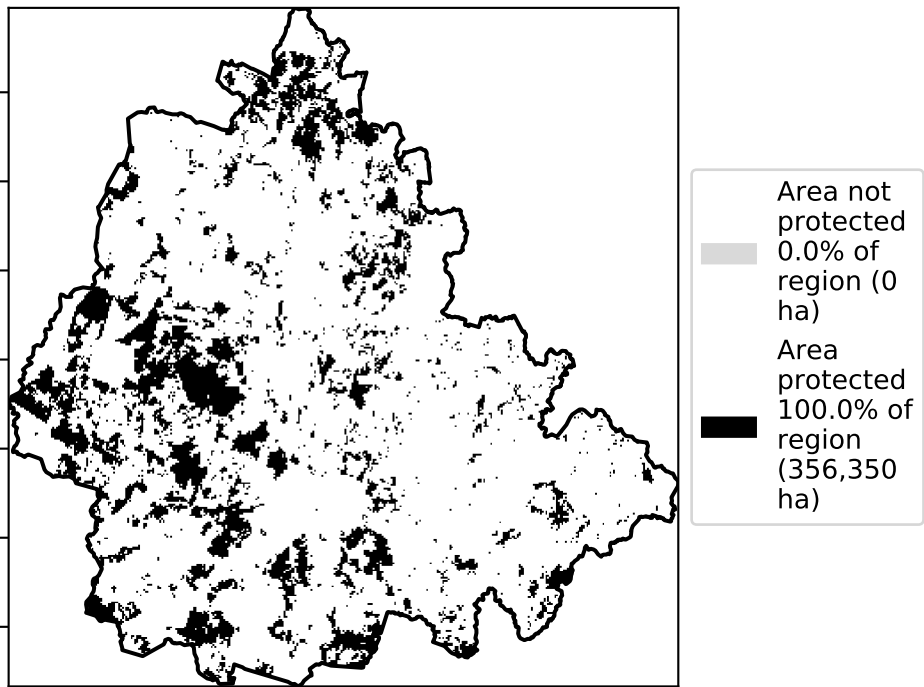 Area not
protected
0.0% of
region (0
ha)
Area
protected
100.0% of
region
(356,350
ha)